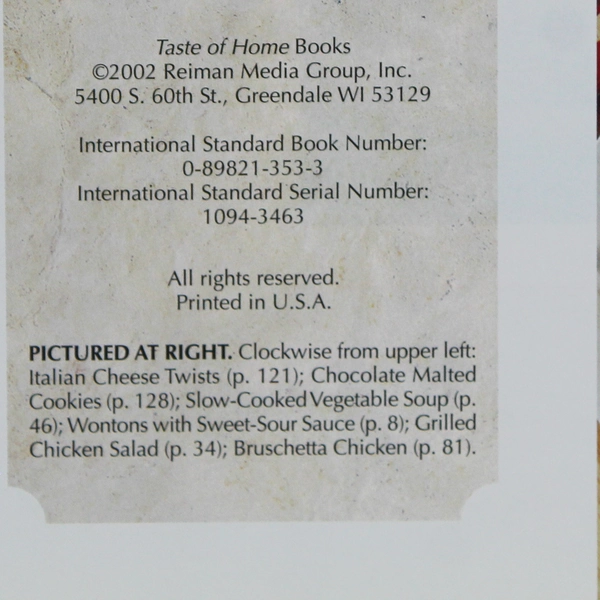 Taste of Home Books
©2002 Reiman Media Group, Inc.
5400 S. 60th St., Greendale WI 53129
International Standard Book Number:
0-89821-353-3
International Standard Serial Number:
1094-3463
All rights reserved.
Printed in U.S.A.
PICTURED AT RIGHT. Clockwise from upper left:
Italian Cheese Twists (p. 121); Chocolate Malted
Cookies (p. 128); Slow-Cooked Vegetable Soup (p.
46); Wontons with Sweet-Sour Sauce (p. 8); Grilled
Chicken Salad (p. 34); Bruschetta Chicken (p. 81).